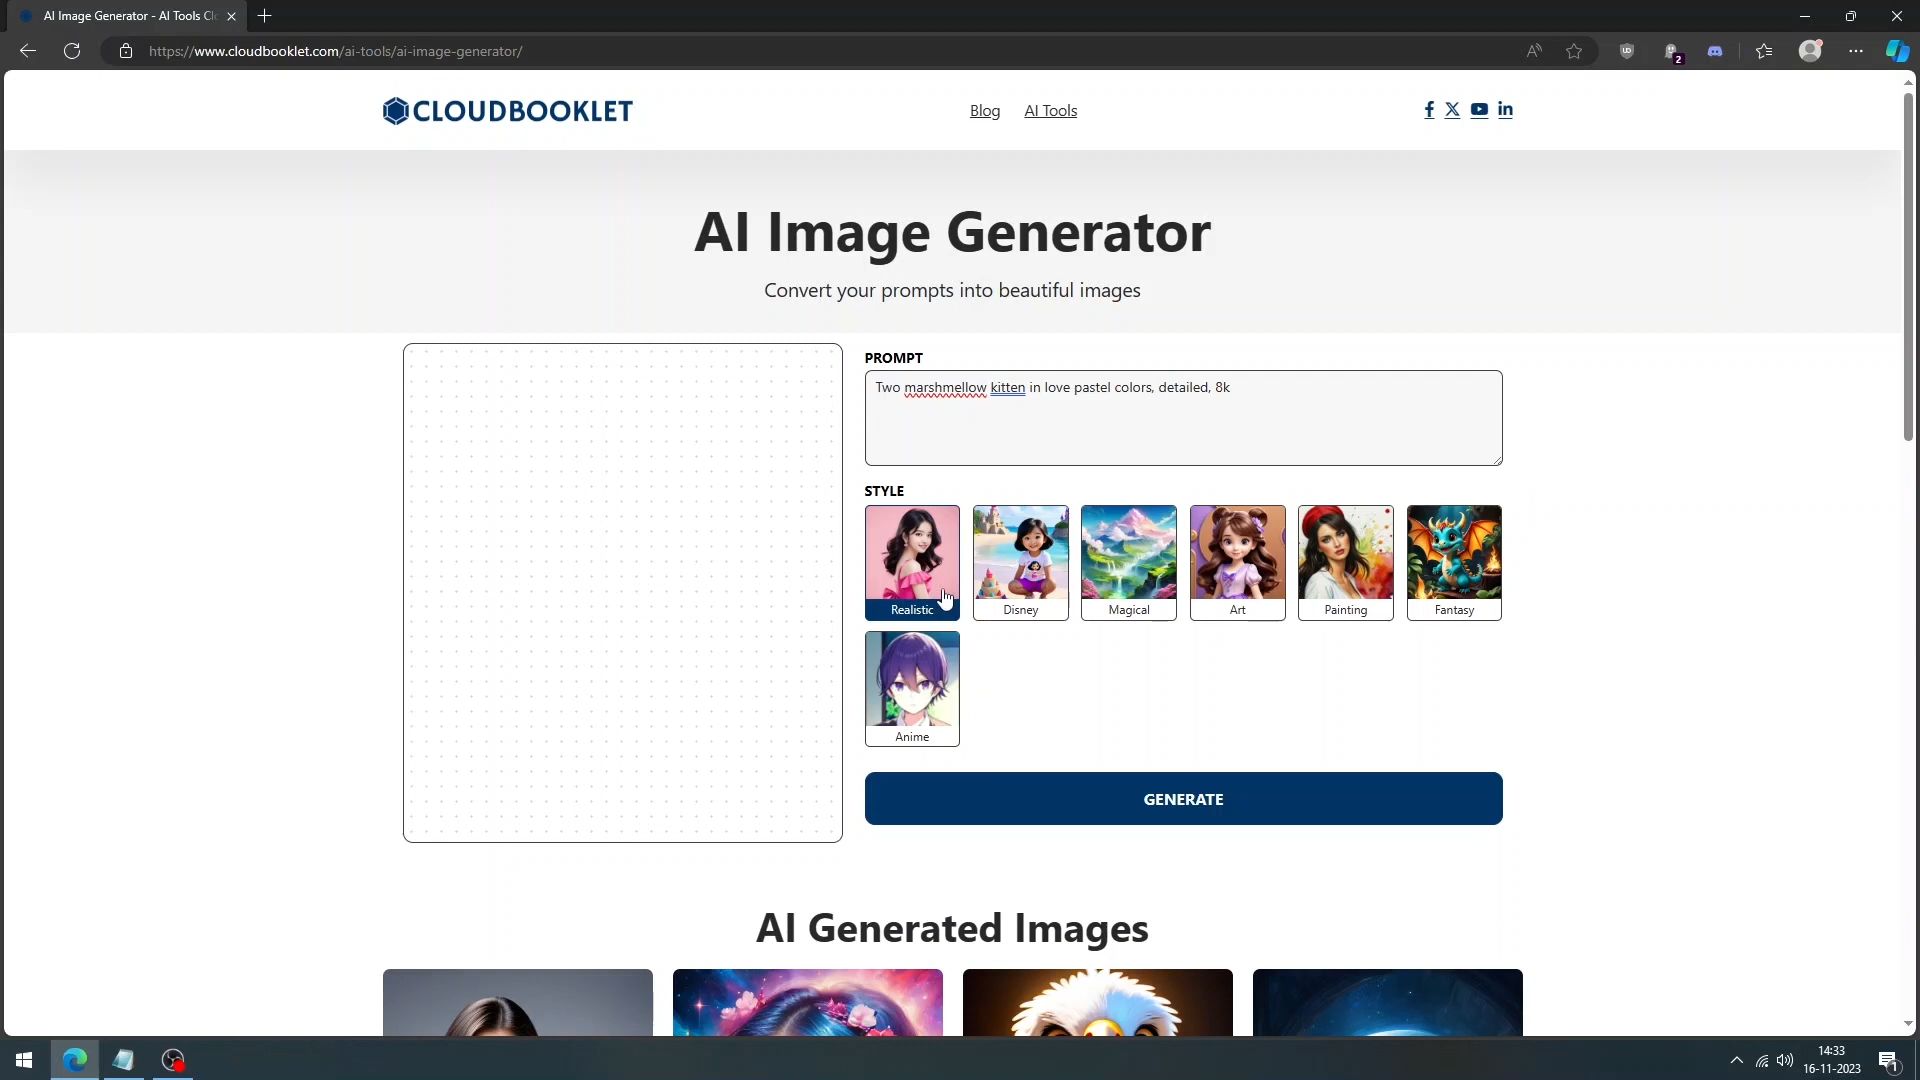 AI Image Generator - AI Tools Cl
https://www.cloudbooklet.com/ai-tools/ai-image-generator/
2
CLOUDBOOKLET
Blog
AI Tools
AI Image Generator
Convert your prompts into beautiful images
PROMPT
Two marshmellow kitten in love pastel colors, detailed, 8k
STYLE
Realistic
Disney
Magical
Art
Painting
Fantasy
Anime
GENERATE
AI Generated Images
14:33
16-11-2023
1